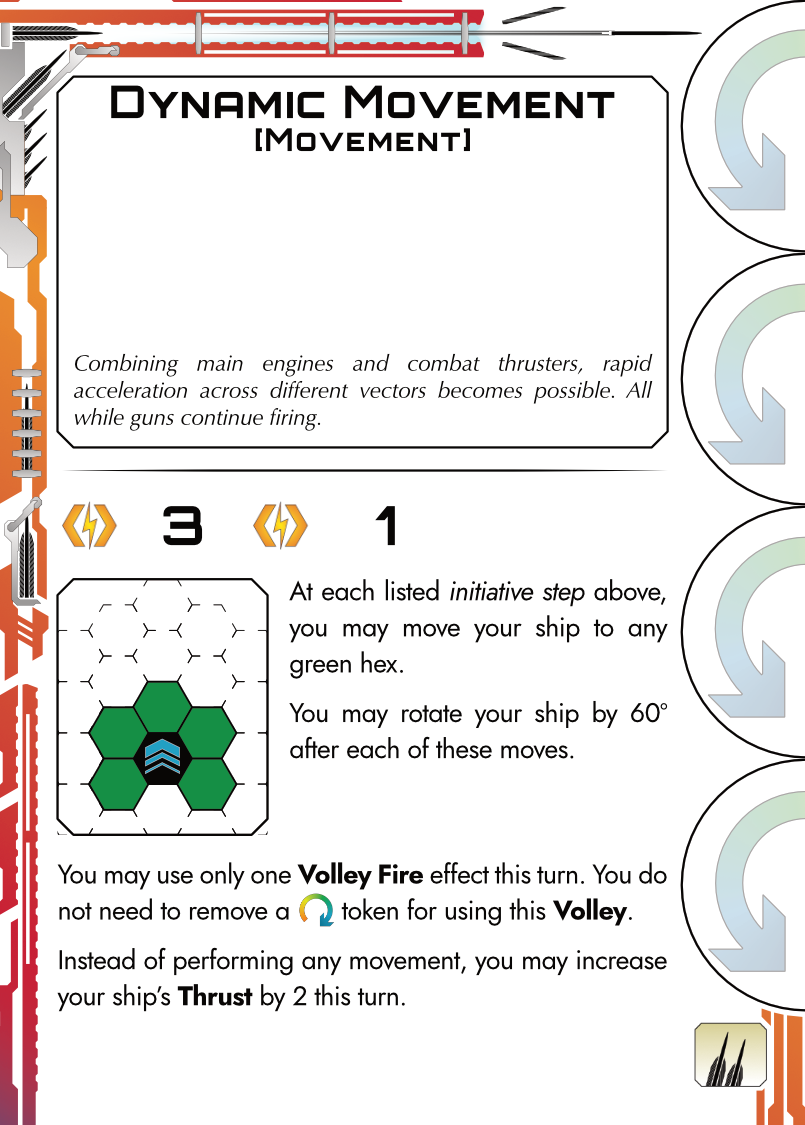 Dynamic Movement
[Movement]
Combining main engines and combat thrusters, rapid
acceleration across different vectors becomes possible. All
while guns continue firing.
3 1
At each listed initiative step above,
you may move your ship to any
green hex.
You may rotate your ship by 60°
after each of these moves.
You may use only one Volley Fire effect this turn. You do
not need to remove a token for using this Volley.
Instead of performing any movement, you may increase
your ship's Thrust by 2 this turn.